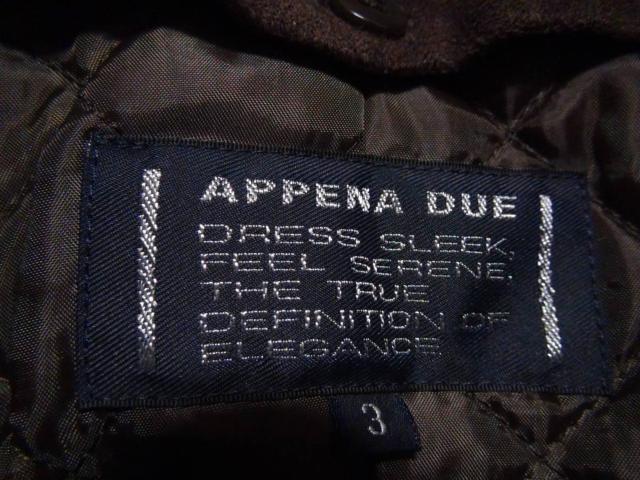 APPENA DUE
DRESS SLEEK,
FEEL SERENE.
THE TRUE
DEFINITION OF
ELEGANCE
3